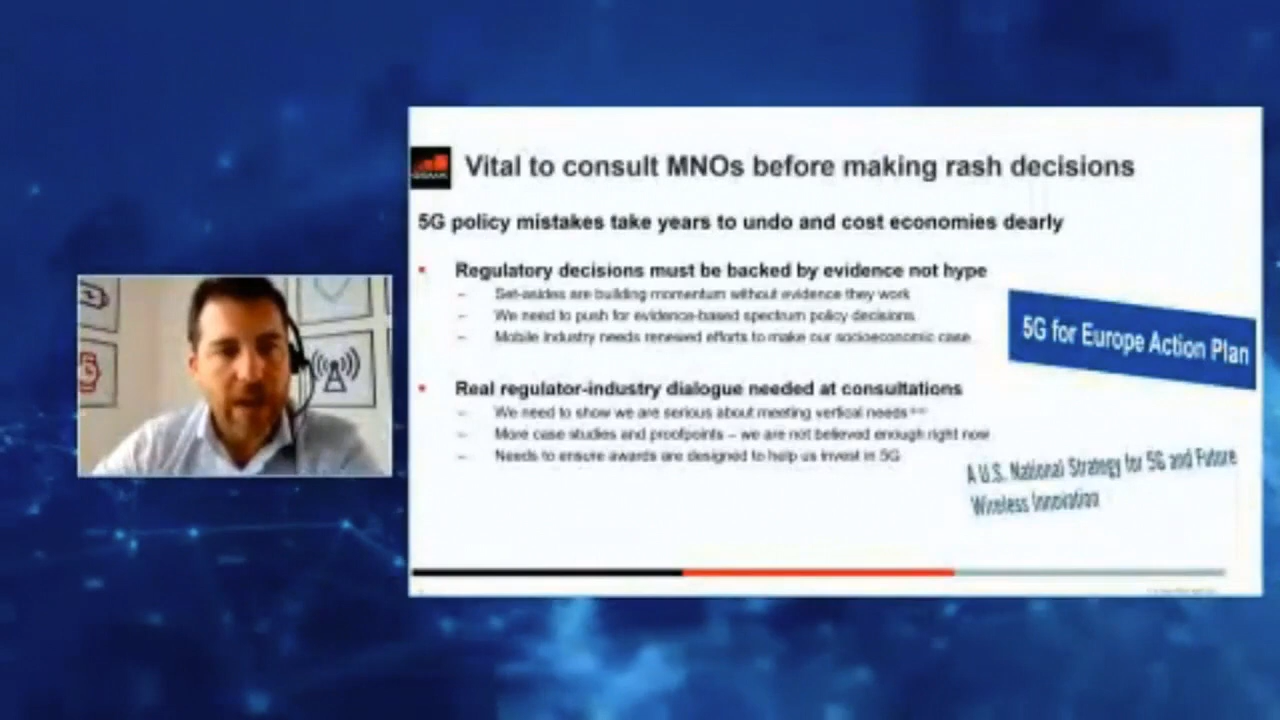 GSMA
Vital to consult MNOs before making rash decisions
5G policy mistakes take years to undo and cost economies dearly
Regulatory decisions must be backed by evidence not hype
– Set-asides are building momentum without evidence they work
– We need to push for evidence-based spectrum policy decisions
– Mobile industry needs renewed efforts to make our socioeconomic case
5G for Europe Action Plan
Real regulator-industry dialogue needed at consultations
– We need to show we are serious about meeting vertical needs
– More case studies and proofpoints – we are not believed enough right now
– Needs to ensure awards are designed to help us invest in 5G
A U.S. National Strategy for 5G and Future
Wireless Innovation